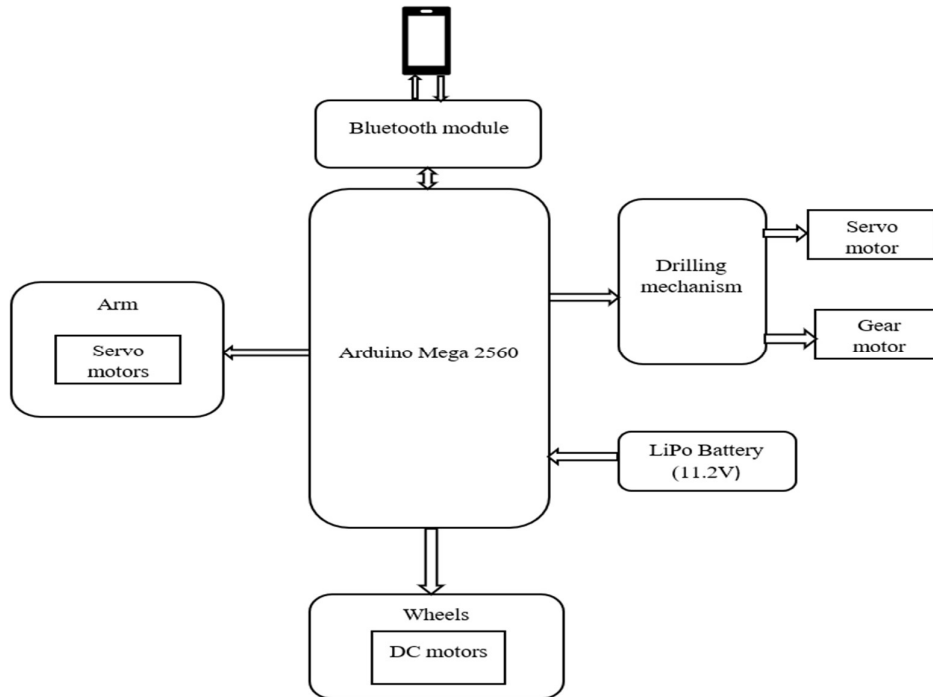 Bluetooth module
Servo
motor
Drilling
mechanism
Arm
Servo
motors
Arduino Mega 2560
Gear
motor
LiPo Battery
(11.2V)
Wheels
DC motors